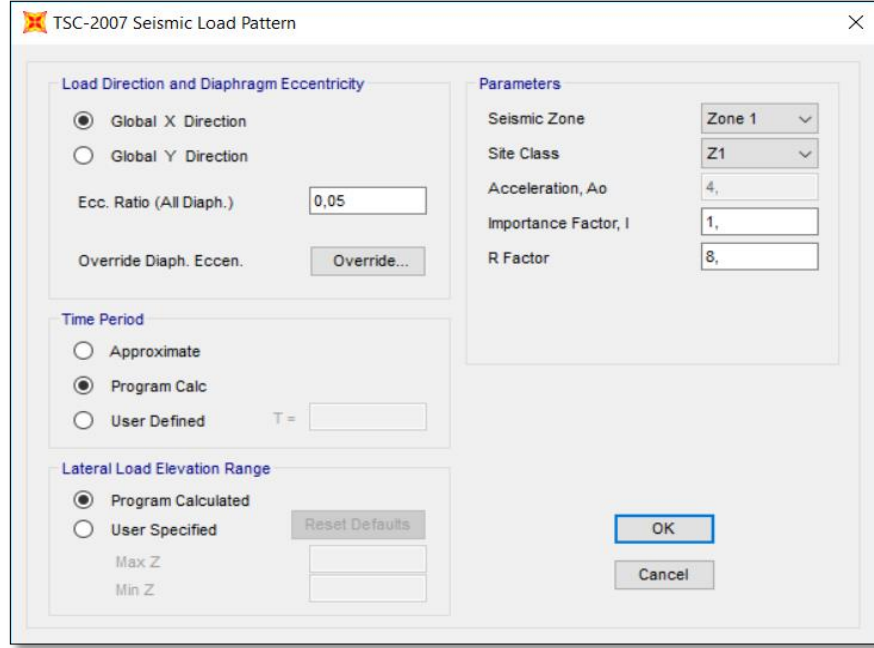 TSC-2007 Seismic Load Pattern
Load Direction and Diaphragm Eccentricity
Global X Direction
Global Y Direction
Ecc. Ratio (All Diaph.) 0,05
Override Diaph. Eccen. Override...
Time Period
Approximate
Program Calc
User Defined T =
Lateral Load Elevation Range
Program Calculated
User Specified Reset Defaults
Max Z
Min Z
Parameters
Seismic Zone Zone 1
Site Class Z1
Acceleration, Ao 4,
Importance Factor, I 1,
R Factor 8,
OK
Cancel